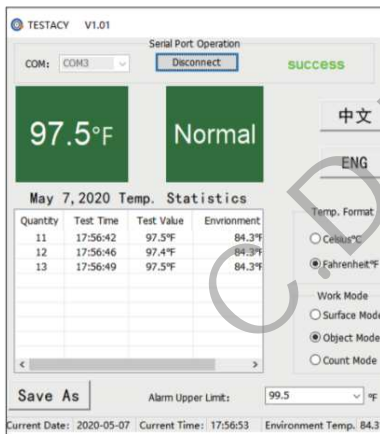 TESTACY V1.01
Serial Port Operation
COM: COM3 Disconnect success
97.5°F Normal
中文
ENG
May 7,2020 Temp. Statistics
Quantity Test Time Test Value Envrionment
11 17:56:42 97.5°F 84.3°F
12 17:56:46 97.4°F 84.3°F
13 17:56:49 97.5°F 84.3°F
Temp. Format
Celsius°C
Fahrenheit°F
Work Mode
Surface Mode
Object Mode
Count Mode
Save As Alarm Upper Limit: 99.5 °F
Current Date: 2020-05-07 Current Time: 17:56:53 Environment Temp. 84.3